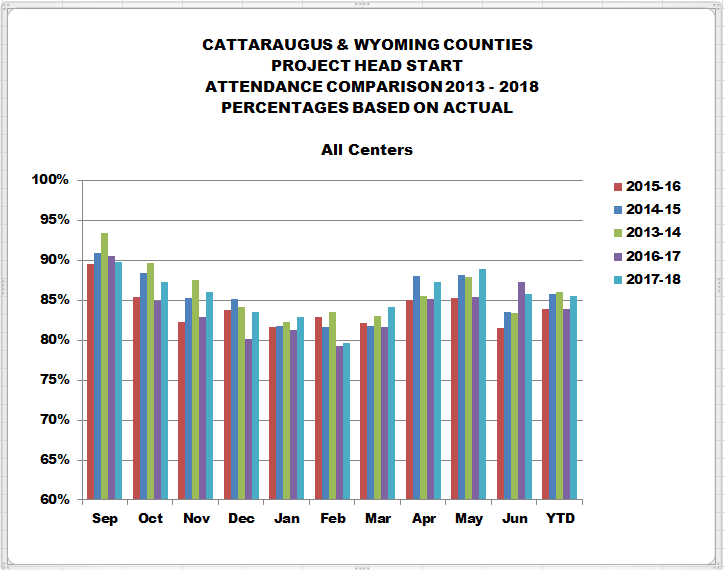 CATTARAUGUS & WYOMING COUNTIES
PROJECT HEAD START
ATTENDANCE COMPARISON 2013 - 2018
PERCENTAGES BASED ON ACTUAL
All Centers
100%
95%
90%
85%
80%
75%
70%
65%
60%
Sep Oct Nov Dec Jan Feb Mar Apr May Jun YTD
2015-16
2014-15
2013-14
2016-17
2017-18